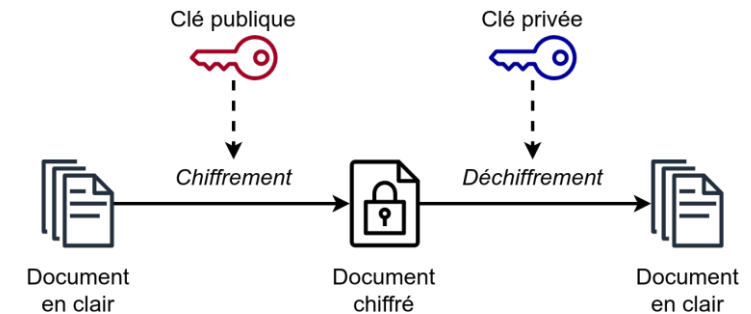 Clé publique
Clé privée
Chiffrement
Déchiffrement
Document
en clair
Document
chiffré
Document
en clair